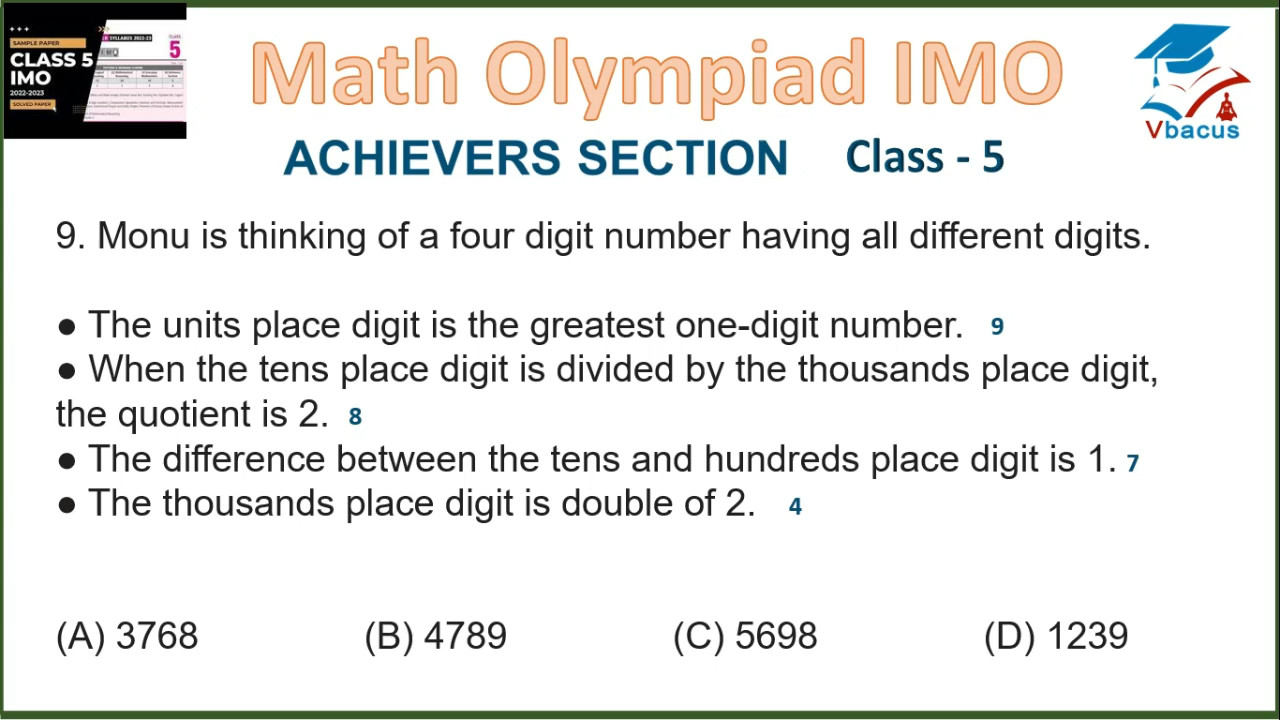 SAMPLE PAPER
CLASS 5
IMO
2022-2023
SOLVED PAPER
SYLLABUS 2022-23
CLASS
5
Math Olympiad IMO
Vbacus
ACHIEVERS SECTION Class - 5
9. Monu is thinking of a four digit number having all different digits.
● The units place digit is the greatest one-digit number. 9
● When the tens place digit is divided by the thousands place digit,
the quotient is 2. 8
● The difference between the tens and hundreds place digit is 1. 7
● The thousands place digit is double of 2. 4
(A) 3768 (B) 4789 (C) 5698 (D) 1239